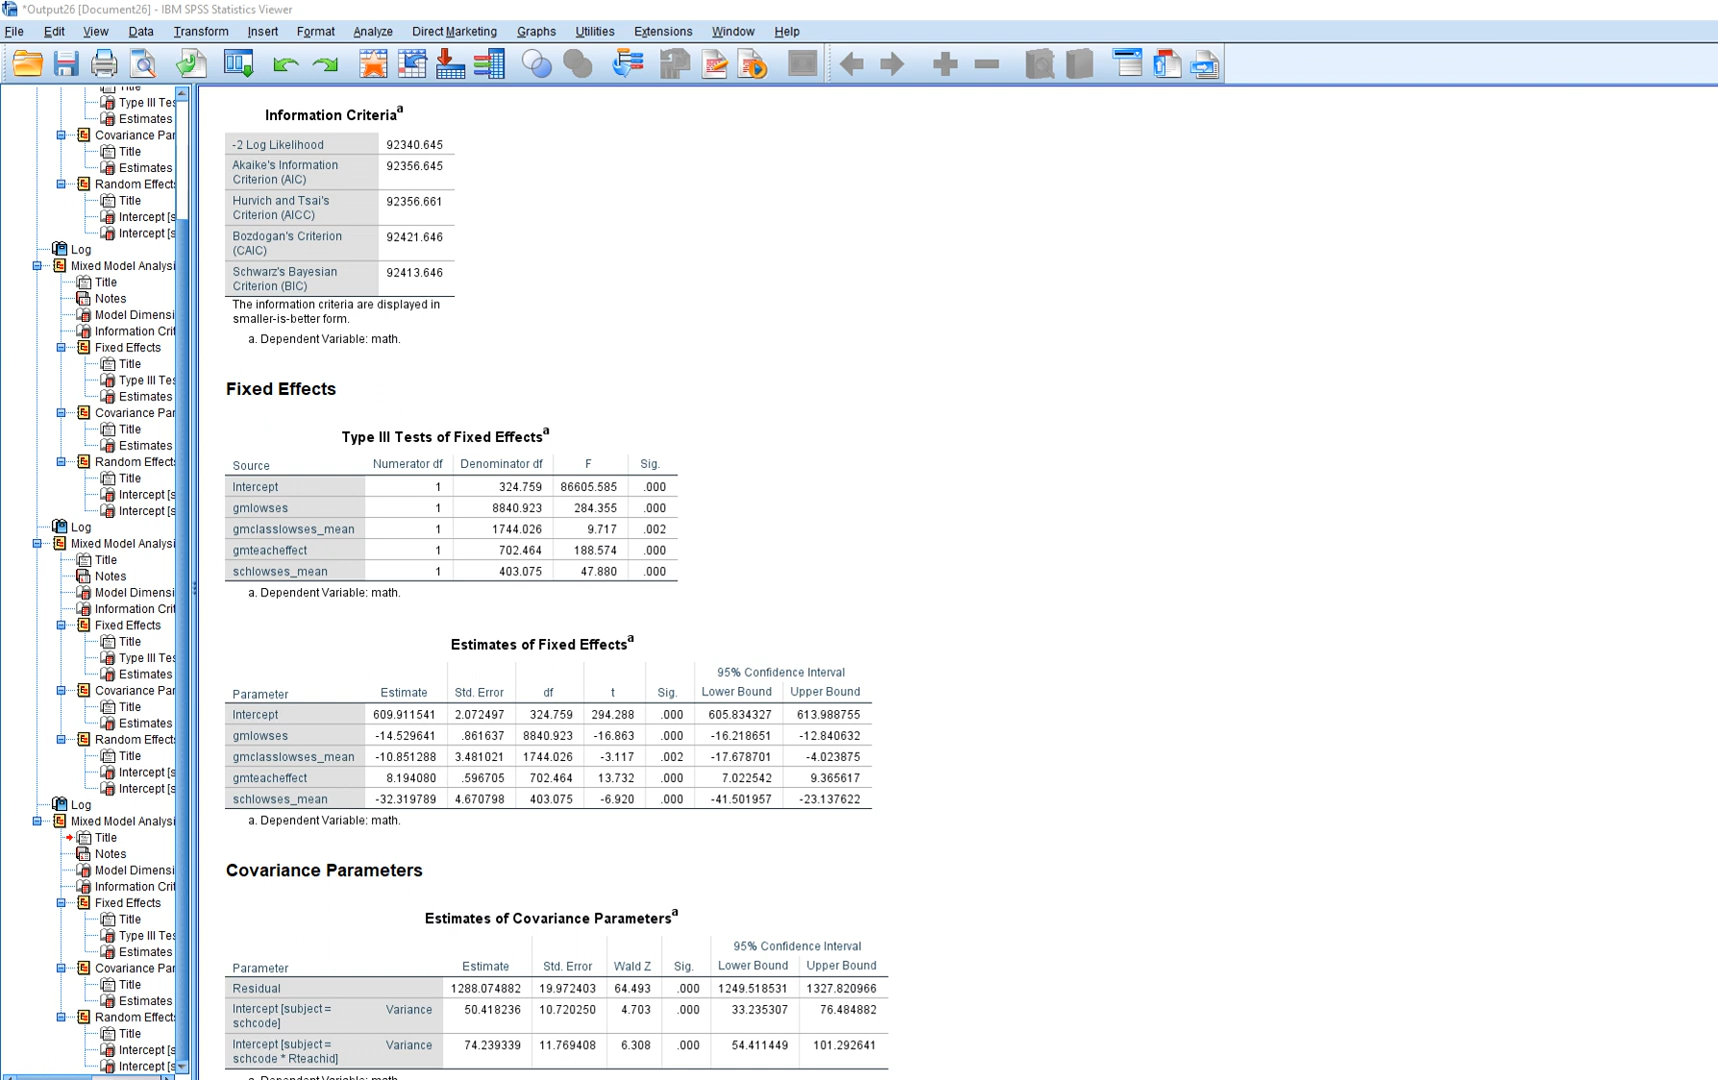 *Output26 [Document26] - IBM SPSS Statistics Viewer
File Edit View Data Transform Insert Format Analyze Direct Marketing Graphs Utilities Extensions Window Help
Title
Type III Tes
Estimates
Covariance Par
Title
Estimates
Random Effects
Title
Intercept [s
Intercept [s
Log
Mixed Model Analysi
Title
Notes
Model Dimensi
Information Crit
Fixed Effects
Title
Type III Tes
Estimates
Covariance Par
Title
Estimates
Random Effects
Title
Intercept [s
Intercept [s
Log
Mixed Model Analysi
Title
Notes
Model Dimensi
Information Crit
Fixed Effects
Title
Type III Tes
Estimates
Covariance Par
Title
Estimates
Random Effects
Title
Intercept [s
Intercept [s
Log
Mixed Model Analysi
Title
Notes
Model Dimensi
Information Crit
Fixed Effects
Title
Type III Tes
Estimates
Covariance Par
Title
Estimates
Random Effects
Title
Intercept [s
Intercept [s
Information Criteriaa
-2 Log Likelihood 92340.645
Akaike's Information 92356.645
Criterion (AIC)
Hurvich and Tsai's 92356.661
Criterion (AICC)
Bozdogan's Criterion 92421.646
(CAIC)
Schwarz's Bayesian 92413.646
Criterion (BIC)
The information criteria are displayed in
smaller-is-better form.
a. Dependent Variable: math.
Fixed Effects
Type III Tests of Fixed Effectsa
Source Numerator df Denominator df F Sig.
Intercept 1 324.759 86605.585 .000
gmlowses 1 8840.923 284.355 .000
gmclasslowses_mean 1 1744.026 9.717 .002
gmteacheffect 1 702.464 188.574 .000
schlowses_mean 1 403.075 47.880 .000
a. Dependent Variable: math.
Estimates of Fixed Effectsa
95% Confidence Interval
Parameter Estimate Std. Error df t Sig. Lower Bound Upper Bound
Intercept 609.911541 2.072497 324.759 294.288 .000 605.834327 613.988755
gmlowses -14.529641 .861637 8840.923 -16.863 .000 -16.218651 -12.840632
gmclasslowses_mean -10.851288 3.481021 1744.026 -3.117 .002 -17.678701 -4.023875
gmteacheffect 8.194080 .596705 702.464 13.732 .000 7.022542 9.365617
schlowses_mean -32.319789 4.670798 403.075 -6.920 .000 -41.501957 -23.137622
a. Dependent Variable: math.
Covariance Parameters
Estimates of Covariance Parametersa
95% Confidence Interval
Parameter Estimate Std. Error Wald Z Sig. Lower Bound Upper Bound
Residual 1288.074882 19.972403 64.493 .000 1249.518531 1327.820966
Intercept [subject = Variance 50.418236 10.720250 4.703 .000 33.235307 76.484882
schcode]
Intercept [subject = Variance 74.239339 11.769408 6.308 .000 54.411449 101.292641
schcode * Rteachid]
a. Dependent Variable: math.